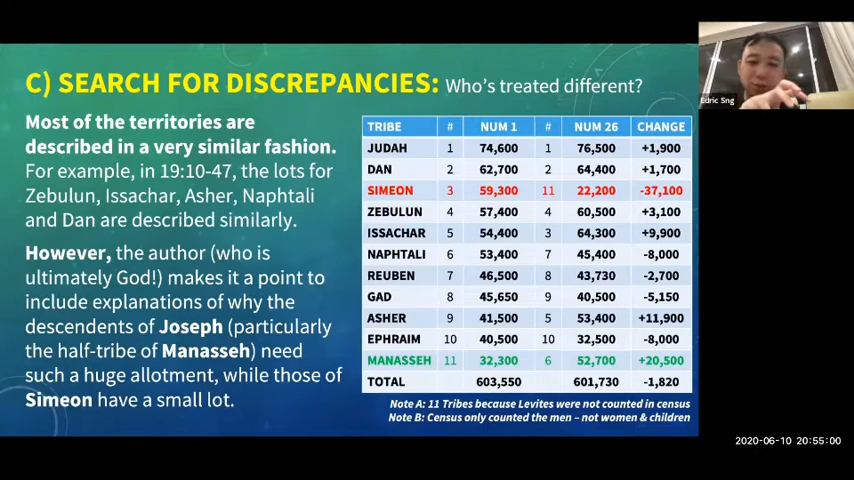 C) SEARCH FOR DISCREPANCIES: Who's treated different?
Most of the territories are
described in a very similar fashion.
For example, in 19:10-47, the lots for
Zebulun, Issachar, Asher, Naphtali
and Dan are described similarly.
However, the author (who is
ultimately God!) makes it a point to
include explanations of why the
descendents of Joseph (particularly
the half-tribe of Manasseh) need
such a huge allotment, while those of
Simeon have a small lot.
TRIBE # NUM 1 # NUM 26 CHANGE
JUDAH 1 74,600 1 76,500 +1,900
DAN 2 62,700 2 64,400 +1,700
SIMEON 3 59,300 11 22,200 -37,100
ZEBULUN 4 57,400 4 60,500 +3,100
ISSACHAR 5 54,400 3 64,300 +9,900
NAPHTALI 6 53,400 7 45,400 -8,000
REUBEN 7 46,500 8 43,730 -2,700
GAD 8 45,650 9 40,500 -5,150
ASHER 9 41,500 5 53,400 +11,900
EPHRAIM 10 40,500 10 32,500 -8,000
MANASSEH 11 32,300 6 52,700 +20,500
TOTAL 603,550 601,730 -1,820
Note A: 11 Tribes because Levites were not counted in census
Note B: Census only counted the men – not women & children
Edric Sng
2020-06-10 20:55:00